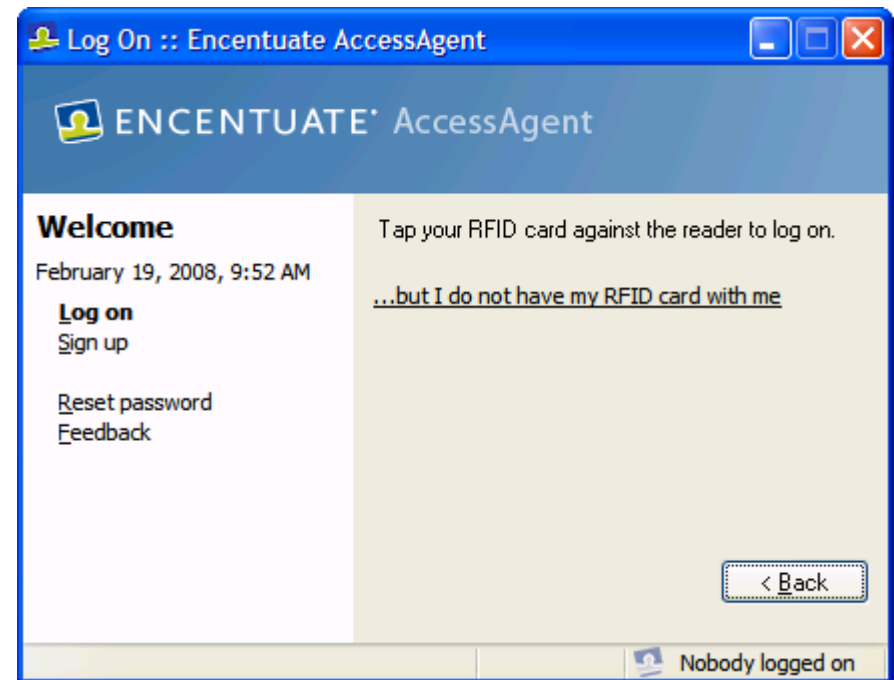 Log On :: Encentuate AccessAgent
ENCENTUATE® AccessAgent
Welcome
February 19, 2008, 9:52 AM
Log on
Sign up
Reset password
Feedback
Tap your RFID card against the reader to log on.
...but I do not have my RFID card with me
< Back
Nobody logged on